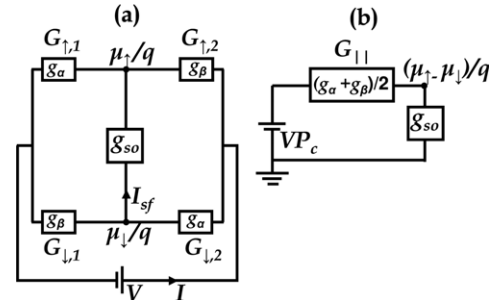 (a)
G↑,1 μ↑/q G↑,2
gα gβ
gso
Isf
gβ gα
G↓,1 μ↓/q G↓,2
V I
(b)
G|| (μ↑-μ↓)/q
(gα+gβ)/2
gso
VPc